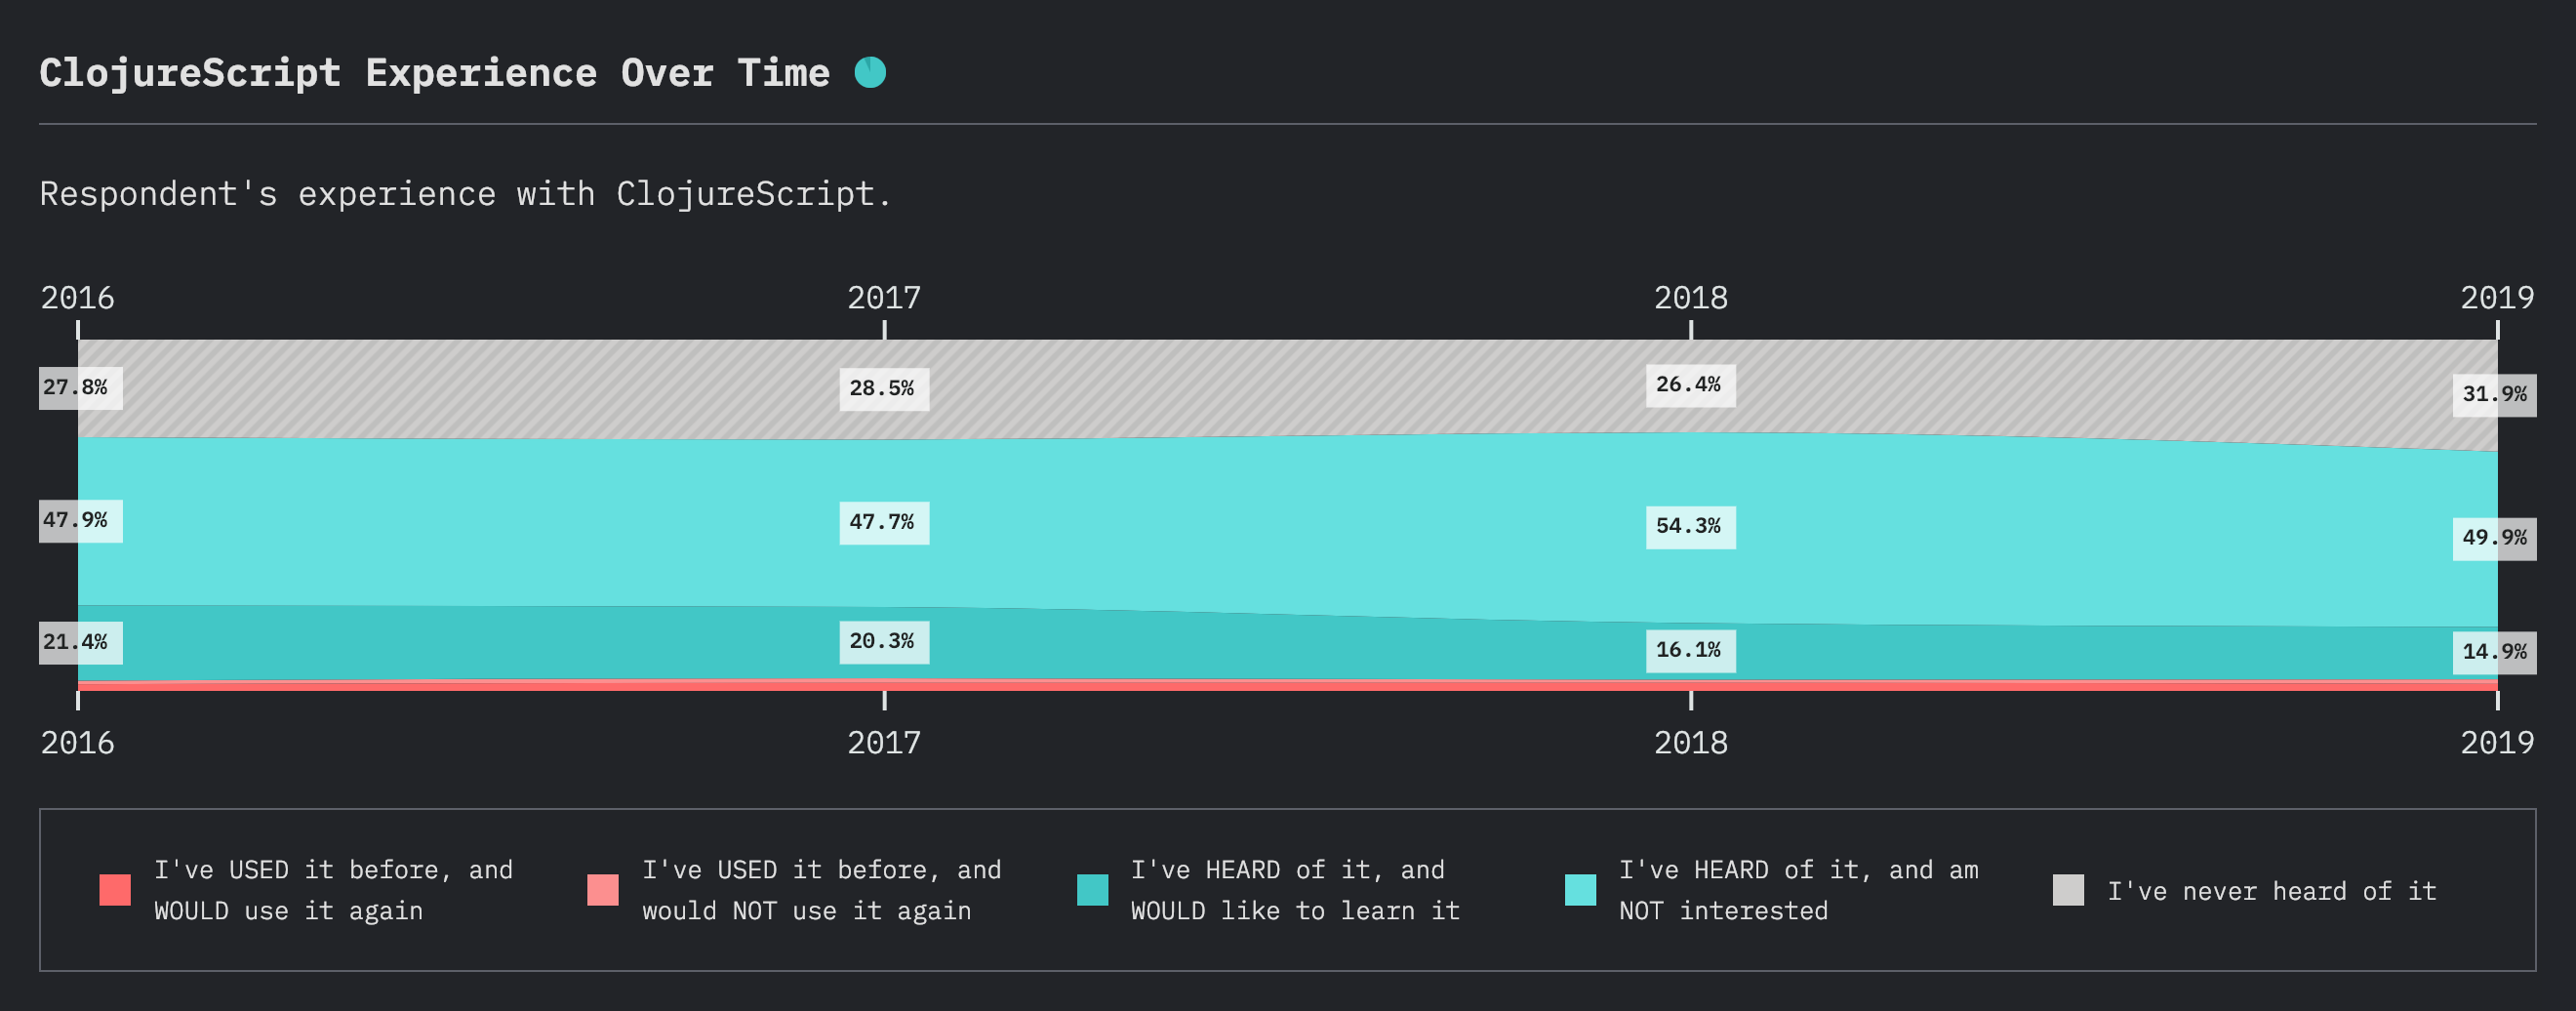 ClojureScript Experience Over Time
Respondent's experience with ClojureScript.
2016 2017 2018 2019
27.8% 28.5% 26.4% 31.9%
47.9% 47.7% 54.3% 49.9%
21.4% 20.3% 16.1% 14.9%
2016 2017 2018 2019
I've USED it before, and
WOULD use it again
I've USED it before, and
would NOT use it again
I've HEARD of it, and
WOULD like to learn it
I've HEARD of it, and am
NOT interested
I've never heard of it